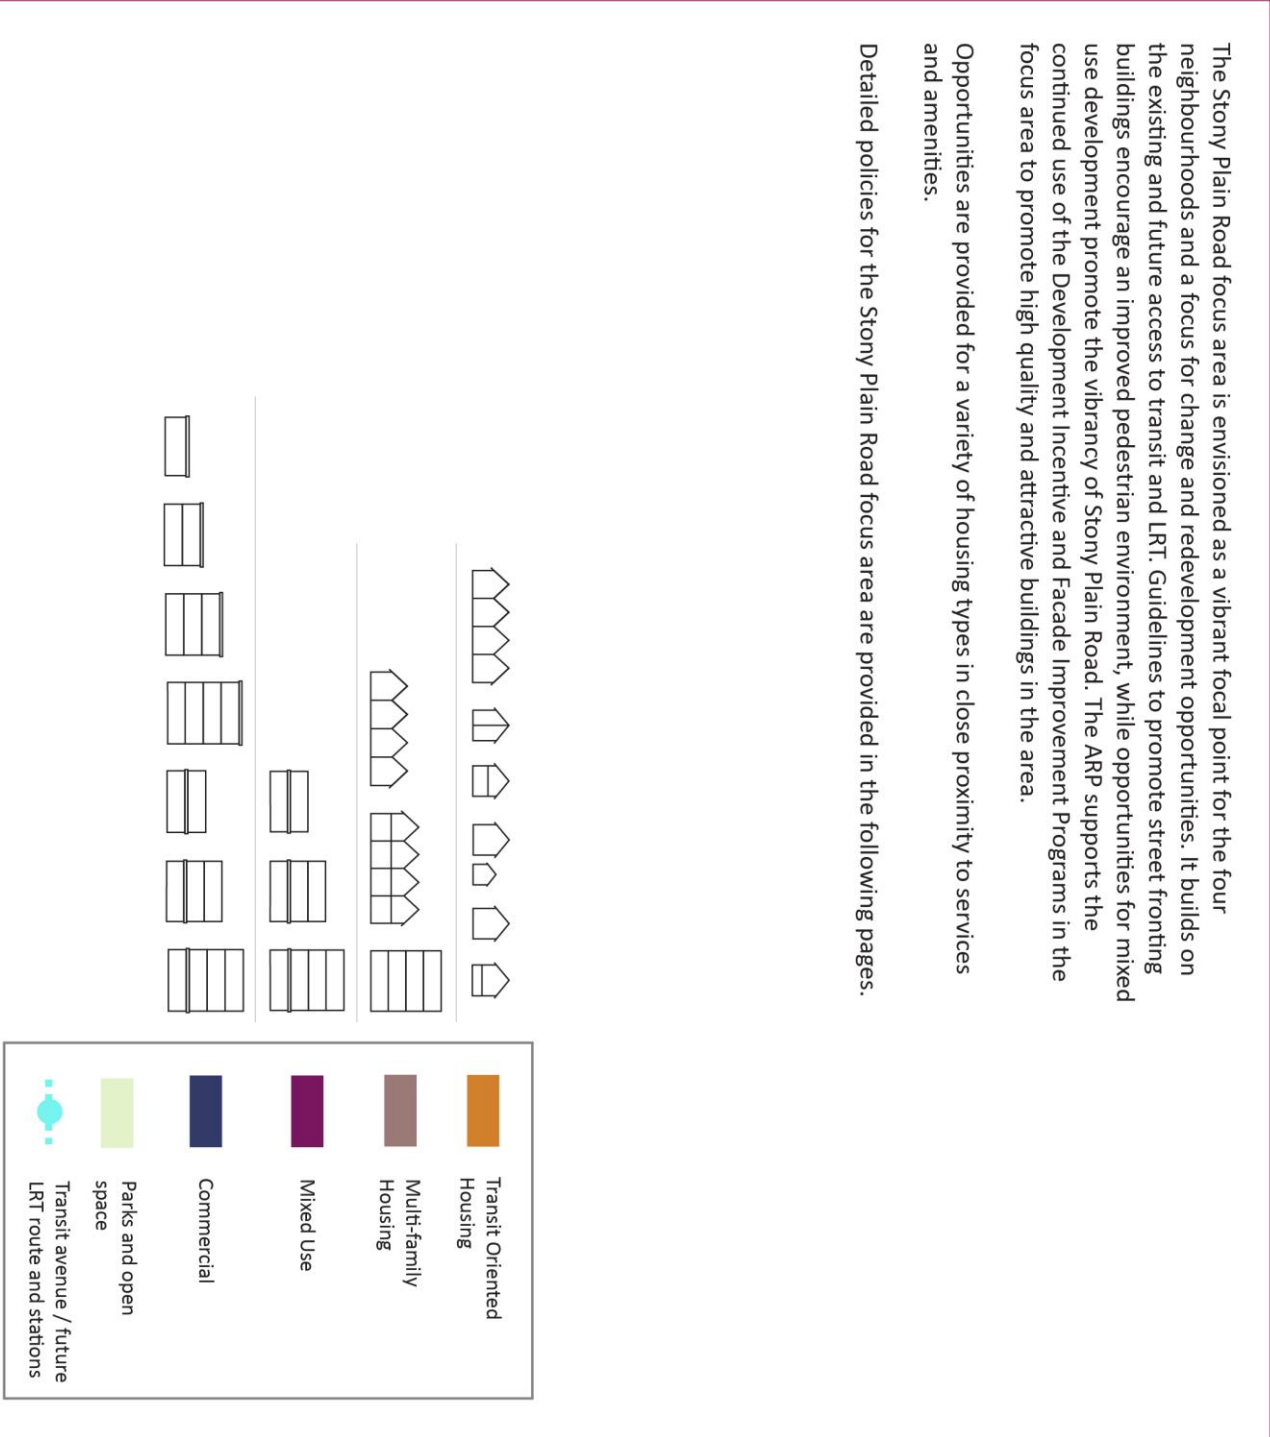 The Stony Plain Road focus area is envisioned as a vibrant focal point for the four
neighbourhoods and a focus for change and redevelopment opportunities. It builds on
the existing and future access to transit and LRT. Guidelines to promote street fronting
buildings encourage an improved pedestrian environment, while opportunities for mixed
use development promote the vibrancy of Stony Plain Road. The ARP supports the
continued use of the Development Incentive and Facade Improvement Programs in the
focus area to promote high quality and attractive buildings in the area.
Opportunities are provided for a variety of housing types in close proximity to services
and amenities.
Detailed policies for the Stony Plain Road focus area are provided in the following pages.
Transit Oriented
Housing
Multi-family
Housing
Mixed Use
Commercial
Parks and open
space
Transit avenue / future
LRT route and stations